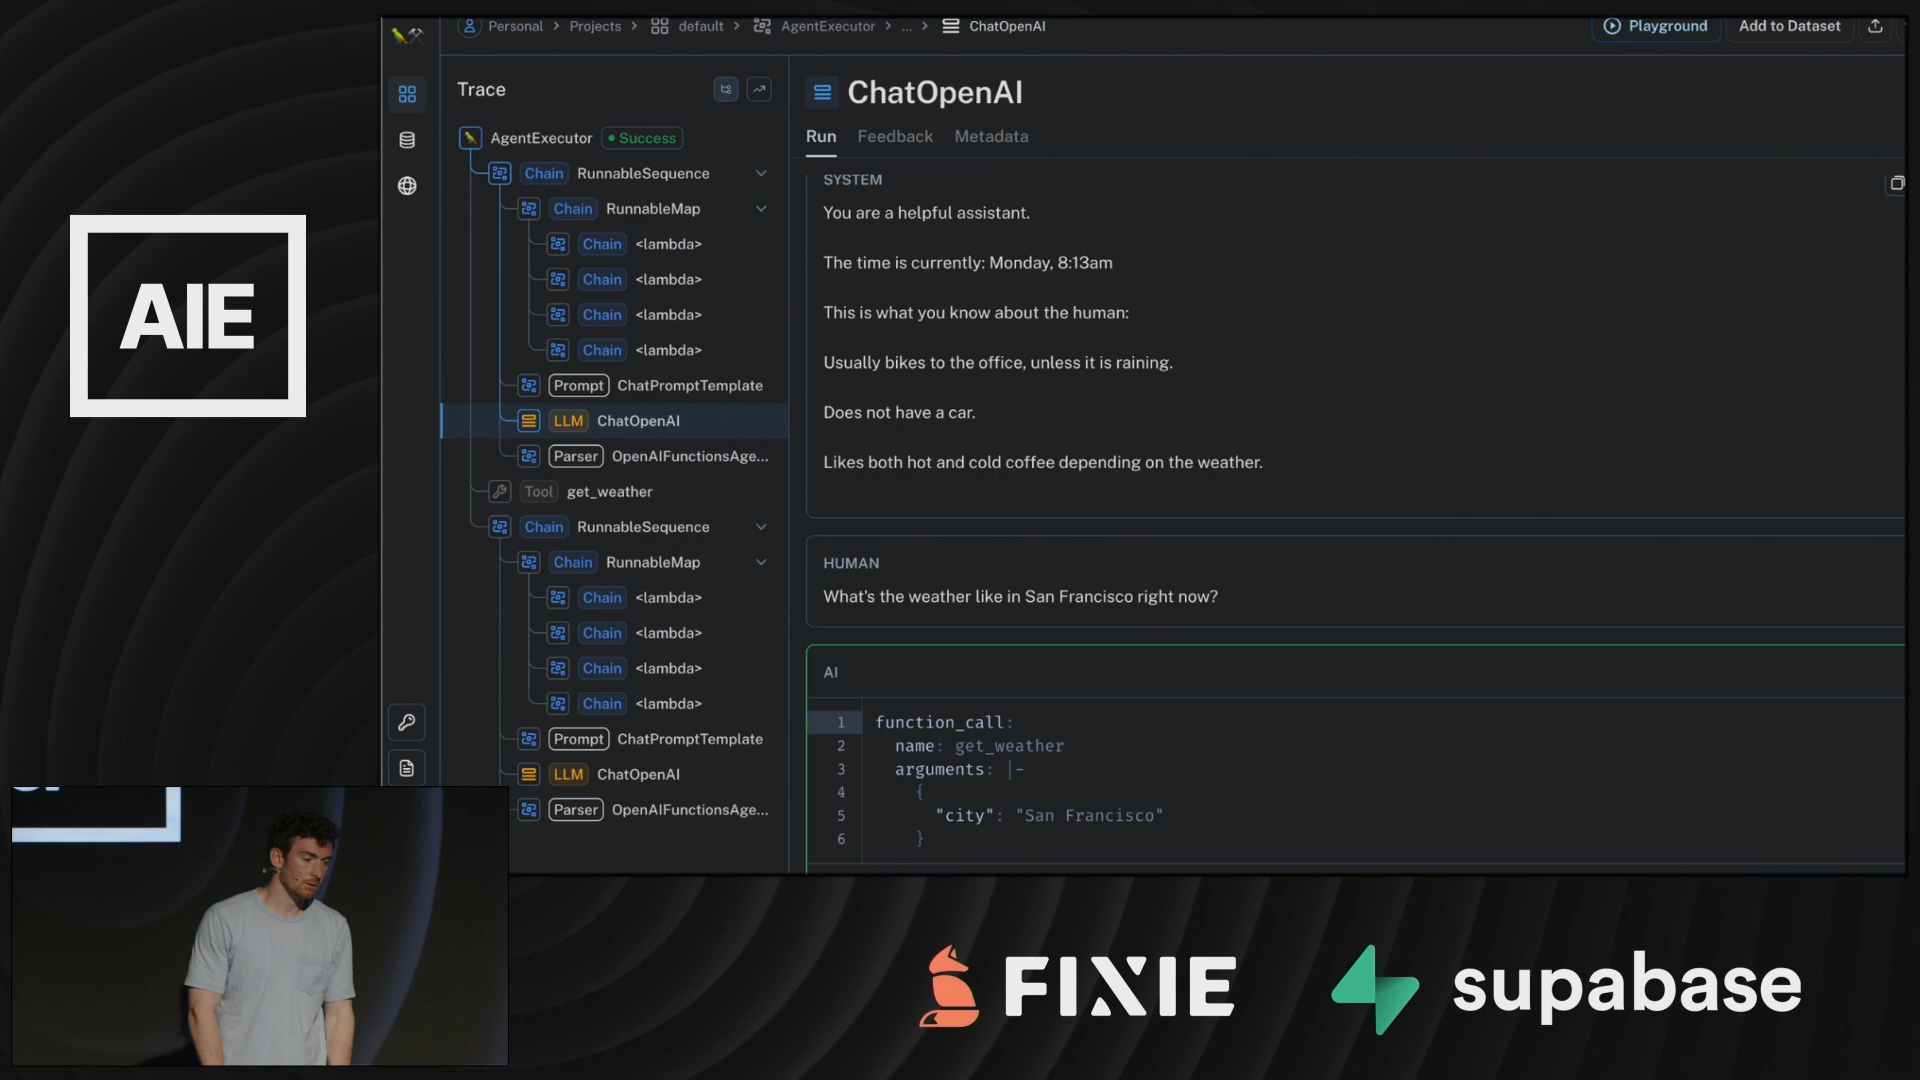 Personal > Projects > default > AgentExecutor > ... > ChatOpenAI
Playground
Add to Dataset
AIE
Trace
AgentExecutor Success
Chain RunnableSequence
Chain RunnableMap
Chain <lambda>
Chain <lambda>
Chain <lambda>
Chain <lambda>
Prompt ChatPromptTemplate
LLM ChatOpenAI
Parser OpenAIFunctionsAge...
Tool get_weather
Chain RunnableSequence
Chain RunnableMap
Chain <lambda>
Chain <lambda>
Chain <lambda>
Chain <lambda>
Prompt ChatPromptTemplate
LLM ChatOpenAI
Parser OpenAIFunctionsAge...
ChatOpenAI
Run Feedback Metadata
SYSTEM
You are a helpful assistant.
The time is currently: Monday, 8:13am
This is what you know about the human:
Usually bikes to the office, unless it is raining.
Does not have a car.
Likes both hot and cold coffee depending on the weather.
HUMAN
What's the weather like in San Francisco right now?
AI
1 function_call:
2 name: get_weather
3 arguments: |-
4 {
5 "city": "San Francisco"
6 }
FIXIE
supabase